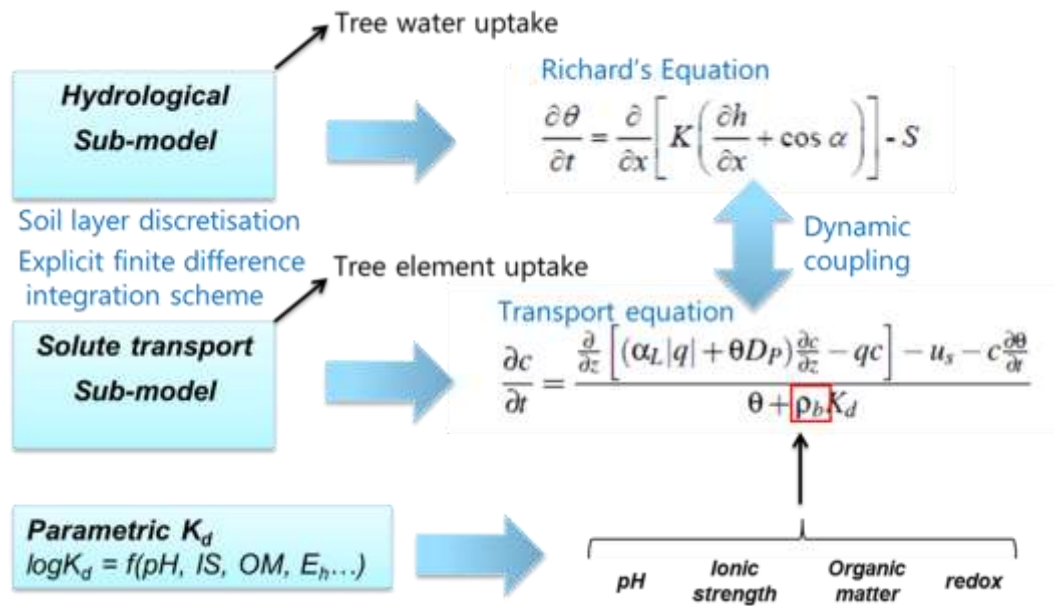 Tree water uptake
Hydrological
Sub-model
Richard's Equation
∂θ/∂t = ∂/∂x [ K ( ∂h/∂x + cos α ) ] - S
Soil layer discretisation
Explicit finite difference
integration scheme
Dynamic
coupling
Tree element uptake
Solute transport
Sub-model
Transport equation
∂c/∂t = ( ∂/∂z [ (α_L|q| + θD_P) ∂c/∂z − qc ] − u_s − c ∂θ/∂t ) / ( θ + ρ_b K_d )
Parametric K_d
logK_d = f(pH, IS, OM, E_h...)
pH Ionic strength Organic matter redox